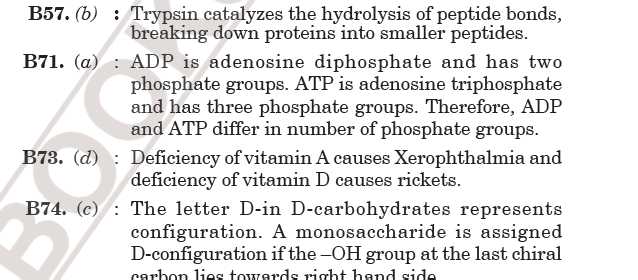 B57. (b) : Trypsin catalyzes the hydrolysis of peptide bonds,
breaking down proteins into smaller peptides.
B71. (a) : ADP is adenosine diphosphate and has two
phosphate groups. ATP is adenosine triphosphate
and has three phosphate groups. Therefore, ADP
and ATP differ in number of phosphate groups.
B73. (d) : Deficiency of vitamin A causes Xerophthalmia and
deficiency of vitamin D causes rickets.
B74. (c) : The letter D-in D-carbohydrates represents
configuration. A monosaccharide is assigned
D-configuration if the –OH group at the last chiral
carbon lies towards right hand side.
BOOK